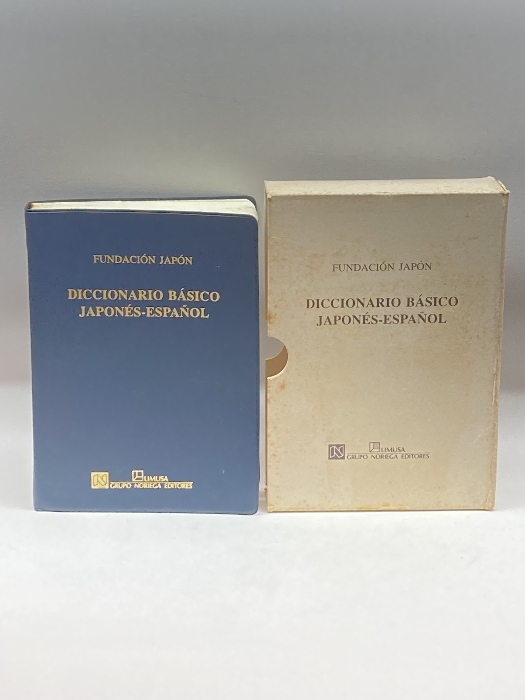 FUNDACIÓN JAPÓN
DICCIONARIO BÁSICO
JAPONÉS-ESPAÑOL
LIMUSA
GRUPO NORIEGA EDITORES
FUNDACIÓN JAPÓN
DICCIONARIO BÁSICO
JAPONÉS-ESPAÑOL
LIMUSA
GRUPO NORIEGA EDITORES